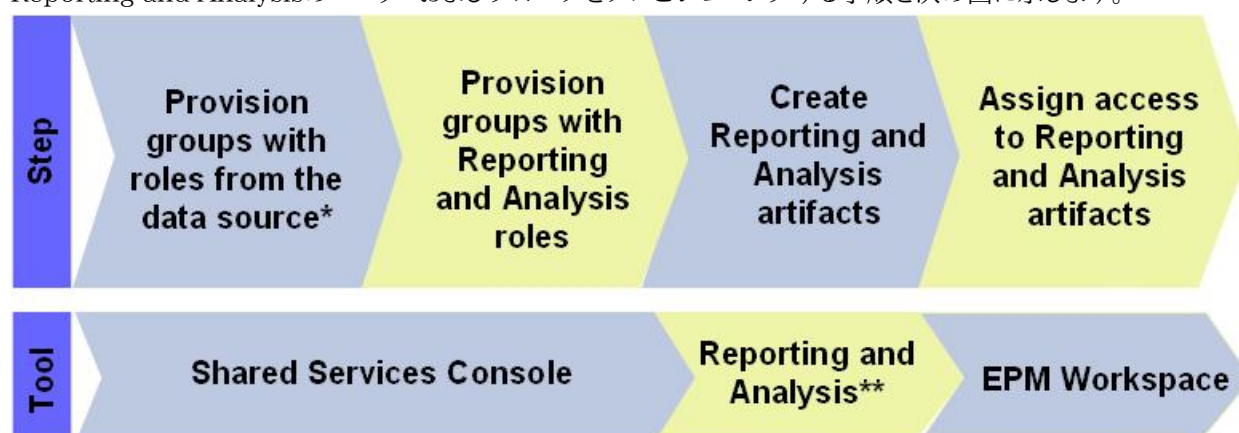 Step
Provision
groups with
roles from the
data source*
Provision
groups with
Reporting
and Analysis
roles
Create
Reporting and
Analysis
artifacts
Assign access
to Reporting
and Analysis
artifacts
Tool
Shared Services Console
Reporting and
Analysis**
EPM Workspace